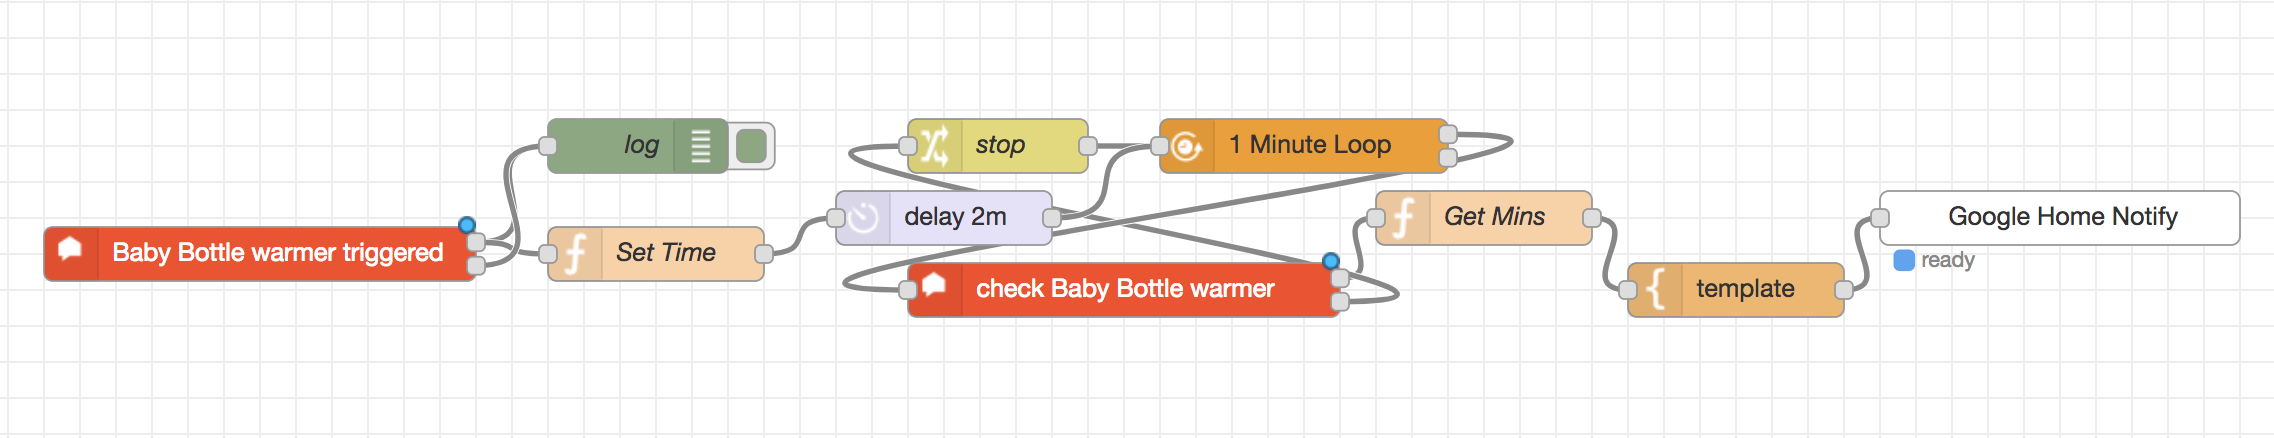 log
stop
1 Minute Loop
delay 2m
Get Mins
Google Home Notify
Baby Bottle warmer triggered
Set Time
ready
check Baby Bottle warmer
template